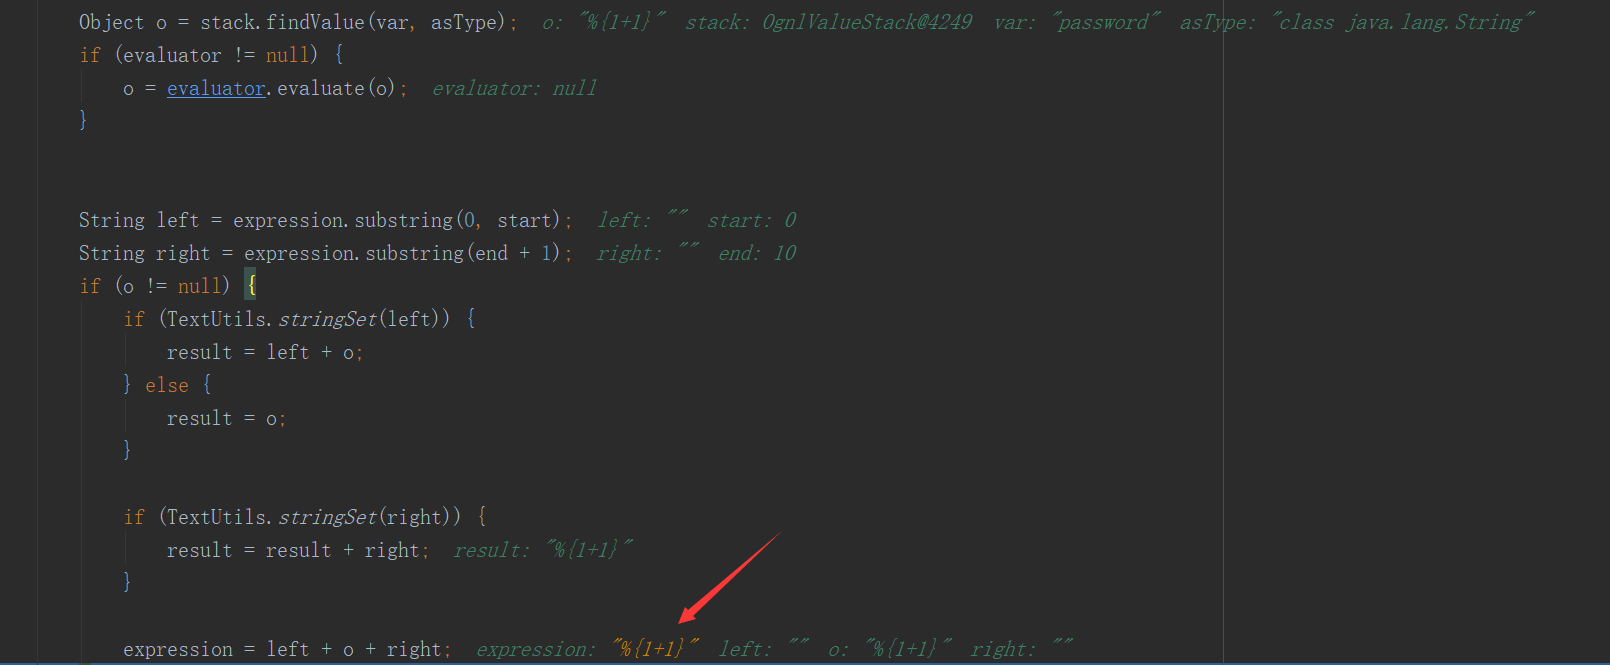 Object o = stack.findValue(var, asType);  o: "%{1+1}"  stack: OgnlValueStack@4249  var: "password"  asType: "class java.lang.String"
if (evaluator != null) {
    o = evaluator.evaluate(o);  evaluator: null
}
String left = expression.substring(0, start);  left: ""  start: 0
String right = expression.substring(end + 1);  right: ""  end: 10
if (o != null) {
    if (TextUtils.stringSet(left)) {
        result = left + o;
    } else {
        result = o;
    }
    if (TextUtils.stringSet(right)) {
        result = result + right;  result: "%{1+1}"
    }
    expression = left + o + right;  expression: "%{1+1}"  left: ""  o: "%{1+1}"  right: ""